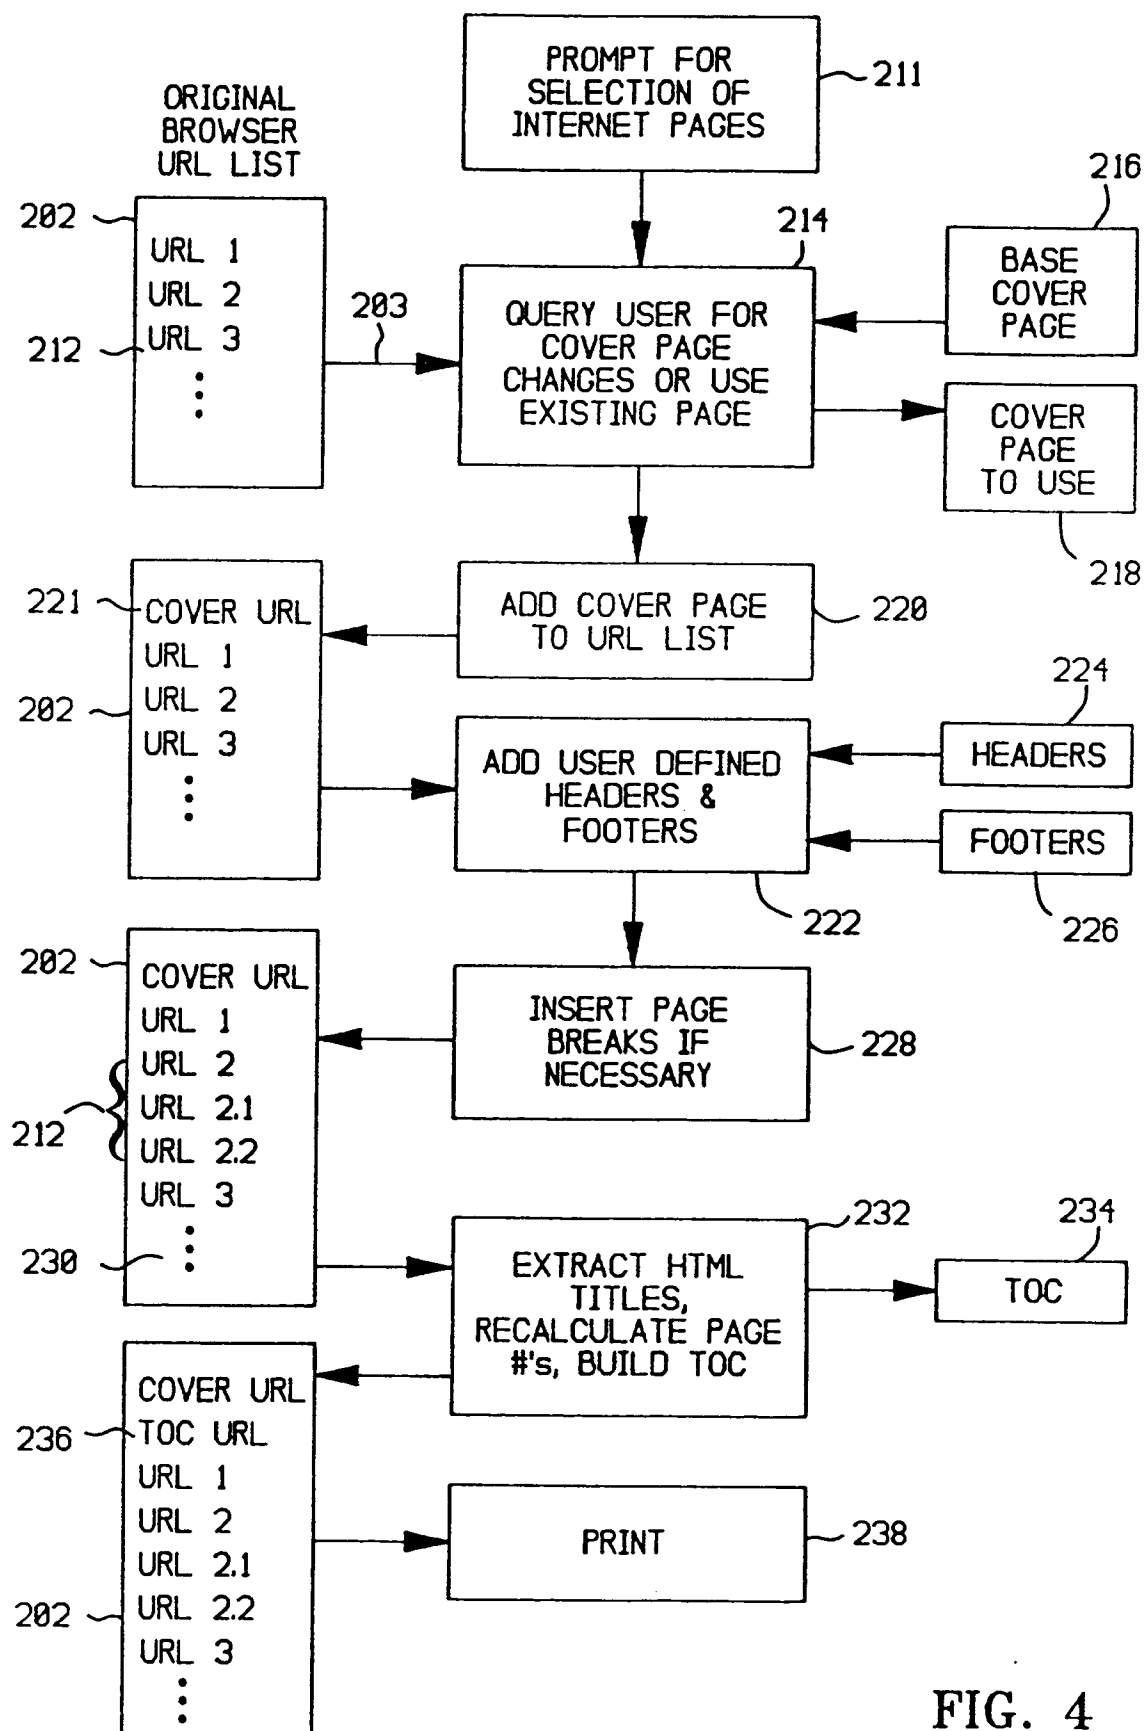 PROMPT FOR
SELECTION OF
INTERNET PAGES
211
ORIGINAL
BROWSER
URL LIST
202
URL 1
URL 2
212
URL 3
203
214
QUERY USER FOR
COVER PAGE
CHANGES OR USE
EXISTING PAGE
216
BASE
COVER
PAGE
COVER
PAGE
TO USE
218
221
COVER URL
URL 1
202
URL 2
URL 3
ADD COVER PAGE
TO URL LIST
220
ADD USER DEFINED
HEADERS &
FOOTERS
222
224
HEADERS
FOOTERS
226
202
COVER URL
URL 1
URL 2
212
URL 2.1
URL 2.2
URL 3
230
INSERT PAGE
BREAKS IF
NECESSARY
228
232
EXTRACT HTML
TITLES,
RECALCULATE PAGE
#'s, BUILD TOC
234
TOC
COVER URL
236
TOC URL
URL 1
URL 2
URL 2.1
202
URL 2.2
URL 3
PRINT
238
FIG. 4